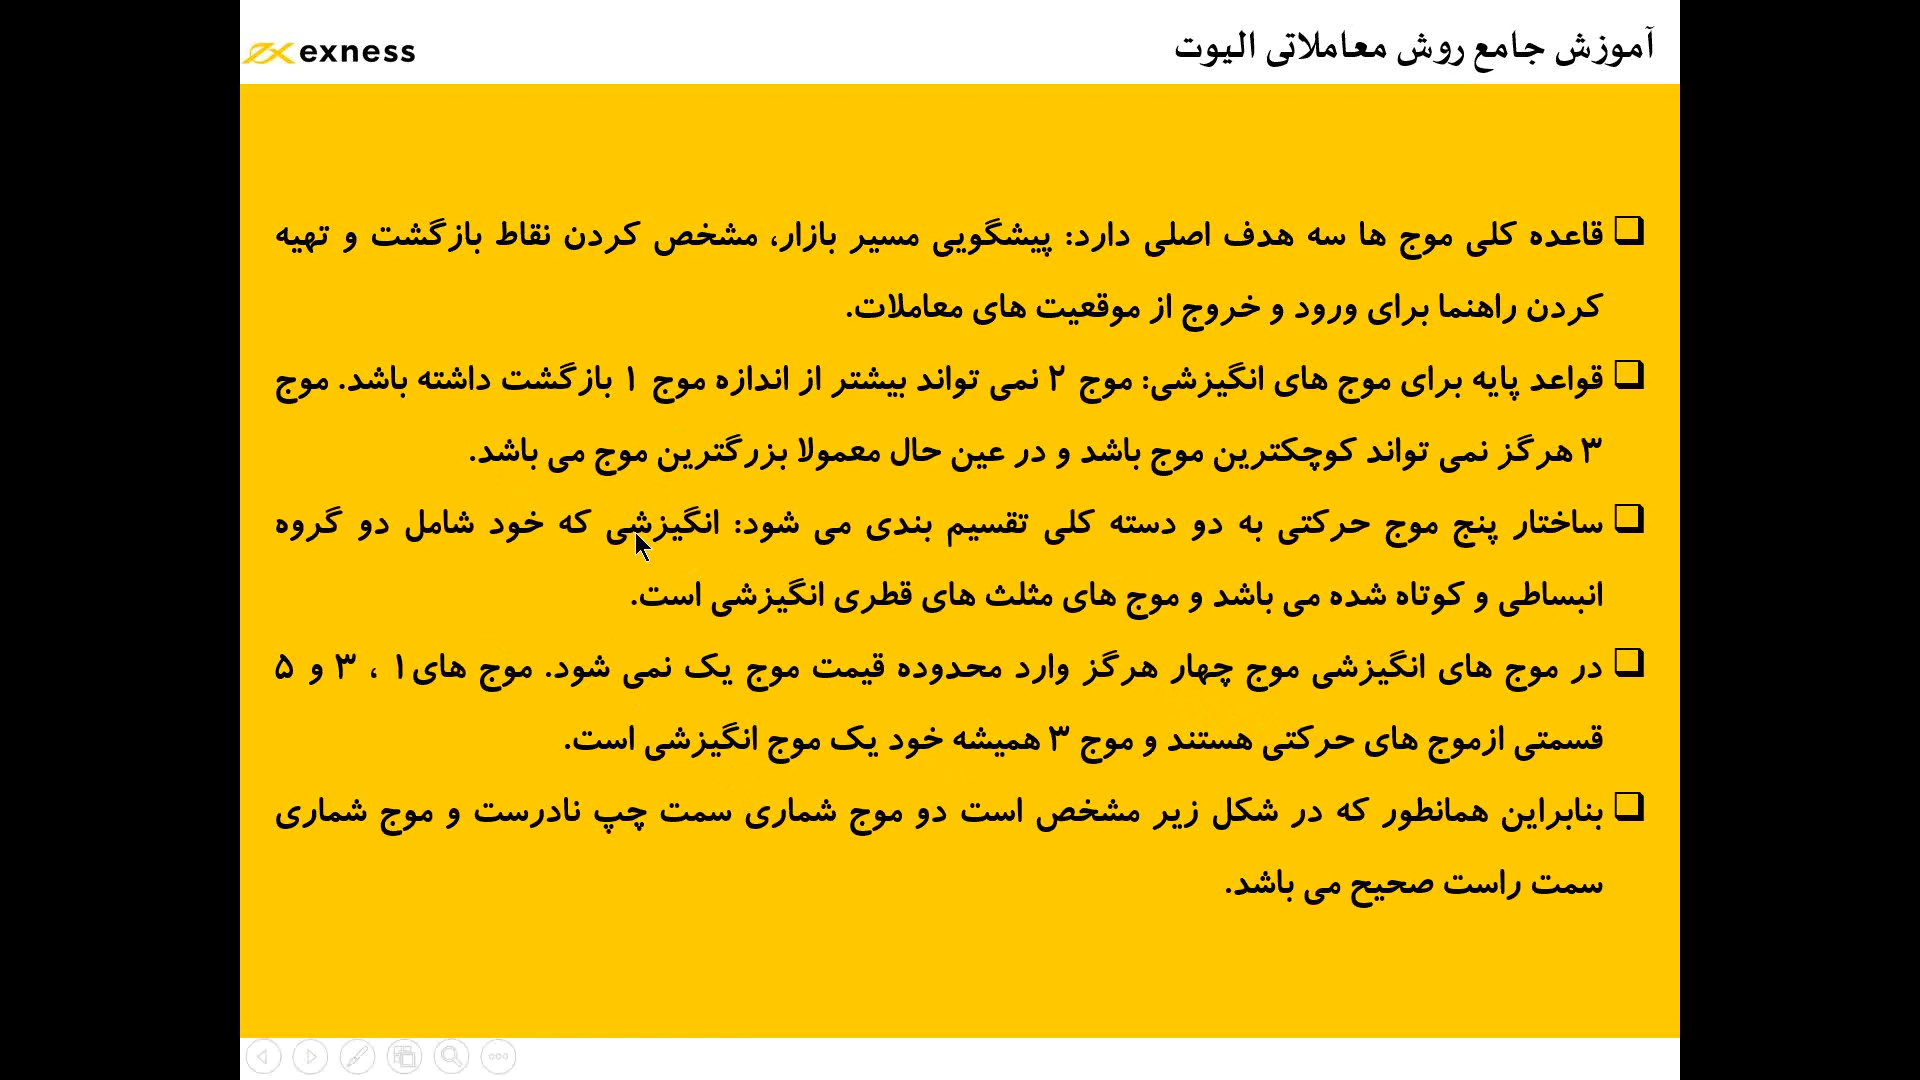 exness
آموزش جامع روش معاملاتی الیوت
❑ قاعده کلی موج ها سه هدف اصلی دارد: پیشگویی مسیر بازار، مشخص کردن نقاط بازگشت و تهیه
کردن راهنما برای ورود و خروج از موقعیت های معاملات.
❑ قواعد پایه برای موج های انگیزشی: موج ۲ نمی تواند بیشتر از اندازه موج ۱ بازگشت داشته باشد. موج
۳ هرگز نمی تواند کوچکترین موج باشد و در عین حال معمولا بزرگترین موج می باشد.
❑ ساختار پنج موج حرکتی به دو دسته کلی تقسیم بندی می شود: انگیزشی که خود شامل دو گروه
انبساطی و کوتاه شده می باشد و موج های مثلث های قطری انگیزشی است.
❑ در موج های انگیزشی موج چهار هرگز وارد محدوده قیمت موج یک نمی شود. موج های۱ ، ۳ و ۵
قسمتی ازموج های حرکتی هستند و موج ۳ همیشه خود یک موج انگیزشی است.
❑ بنابراین همانطور که در شکل زیر مشخص است دو موج شماری سمت چپ نادرست و موج شماری
سمت راست صحیح می باشد.